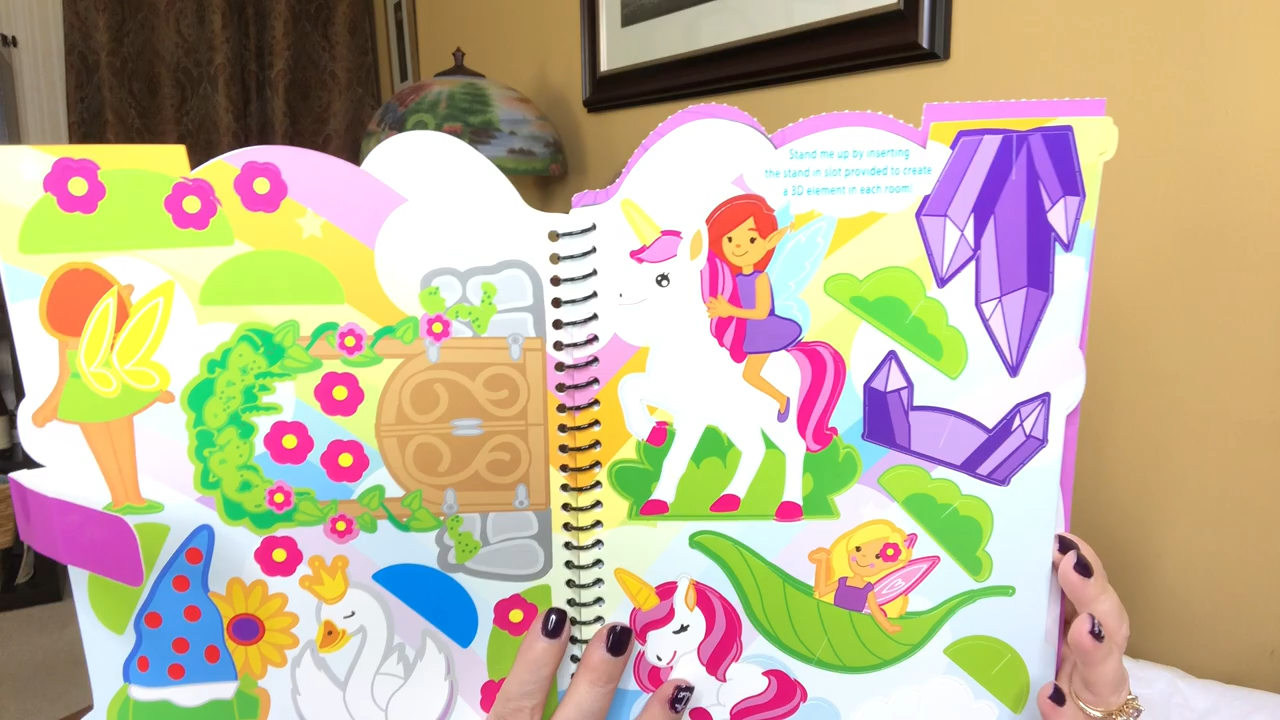 Stand me up by inserting
the stand in slot provided to create
a 3D element in each room!